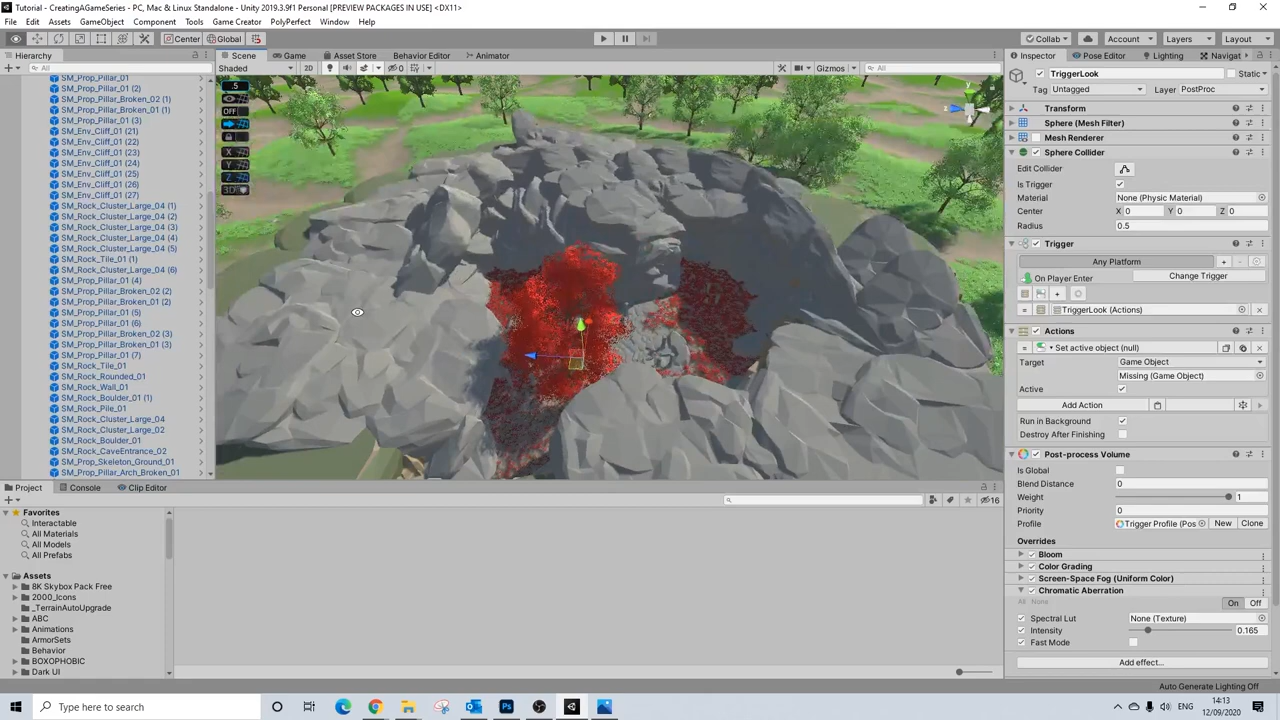 Tutorial - CreatingAGameSeries - PC, Mac & Linux Standalone - Unity 2019.3.9f1 Personal [PREVIEW PACKAGES IN USE] <DX11>
File Edit Assets GameObject Component Tools Game Creator PolyPerfect Window Help
Center Global Collab Account Layers Layout
Hierarchy Scene Game Asset Store Behavior Editor Animator Inspector Pose Editor Lighting Navigat
All Shaded 2D 0 Gizmos All
TriggerLook Static
Tag Untagged Layer PostProc
SM_Prop_Pillar_01
SM_Prop_Pillar_01 (2)
SM_Prop_Pillar_Broken_02 (1)
SM_Prop_Pillar_Broken_01 (1)
SM_Prop_Pillar_01 (3)
SM_Env_Cliff_01 (21)
SM_Env_Cliff_01 (22)
SM_Env_Cliff_01 (23)
SM_Env_Cliff_01 (24)
SM_Env_Cliff_01 (25)
SM_Env_Cliff_01 (26)
SM_Env_Cliff_01 (27)
SM_Rock_Cluster_Large_04 (1)
SM_Rock_Cluster_Large_04 (2)
SM_Rock_Cluster_Large_04 (3)
SM_Rock_Cluster_Large_04 (4)
SM_Rock_Cluster_Large_04 (5)
SM_Rock_Tile_01 (1)
SM_Rock_Cluster_Large_04 (6)
SM_Prop_Pillar_01 (4)
SM_Prop_Pillar_Broken_02 (2)
SM_Prop_Pillar_Broken_01 (2)
SM_Prop_Pillar_01 (5)
SM_Prop_Pillar_01 (6)
SM_Prop_Pillar_Broken_02 (3)
SM_Prop_Pillar_Broken_01 (3)
SM_Prop_Pillar_01 (7)
SM_Rock_Tile_01
SM_Rock_Rounded_01
SM_Rock_Wall_01
SM_Rock_Boulder_01 (1)
SM_Rock_Pile_01
SM_Rock_Cluster_Large_04
SM_Rock_Cluster_Large_02
SM_Rock_Boulder_01
SM_Rock_CaveEntrance_02
SM_Prop_Skeleton_Ground_01
SM_Prop_Pillar_Arch_Broken_01
.5
OFF
X
Y
Z
3D
y
z
Transform
Sphere (Mesh Filter)
Mesh Renderer
Sphere Collider
Edit Collider
Is Trigger
Material None (Physic Material)
Center X 0 Y 0 Z 0
Radius 0.5
Trigger
Any Platform
On Player Enter Change Trigger
TriggerLook (Actions)
Actions
Set active object (null)
Target Game Object
Missing (Game Object)
Active
Add Action
Run in Background
Destroy After Finishing
Post-process Volume
Is Global
Blend Distance 0
Weight 1
Priority 0
Profile Trigger Profile (Pos New Clone
Overrides
Bloom
Color Grading
Screen-Space Fog (Uniform Color)
Chromatic Aberration
All None On Off
Spectral Lut None (Texture)
Intensity 0.165
Fast Mode
Add effect...
Auto Generate Lighting Off
Project Console Clip Editor
16
Favorites
Interactable
All Materials
All Models
All Prefabs
Assets
8K Skybox Pack Free
2000_Icons
_TerrainAutoUpgrade
ABC
Animations
ArmorSets
Behavior
BOXOPHOBIC
Dark UI
Type here to search
ENG
14:13
12/09/2020